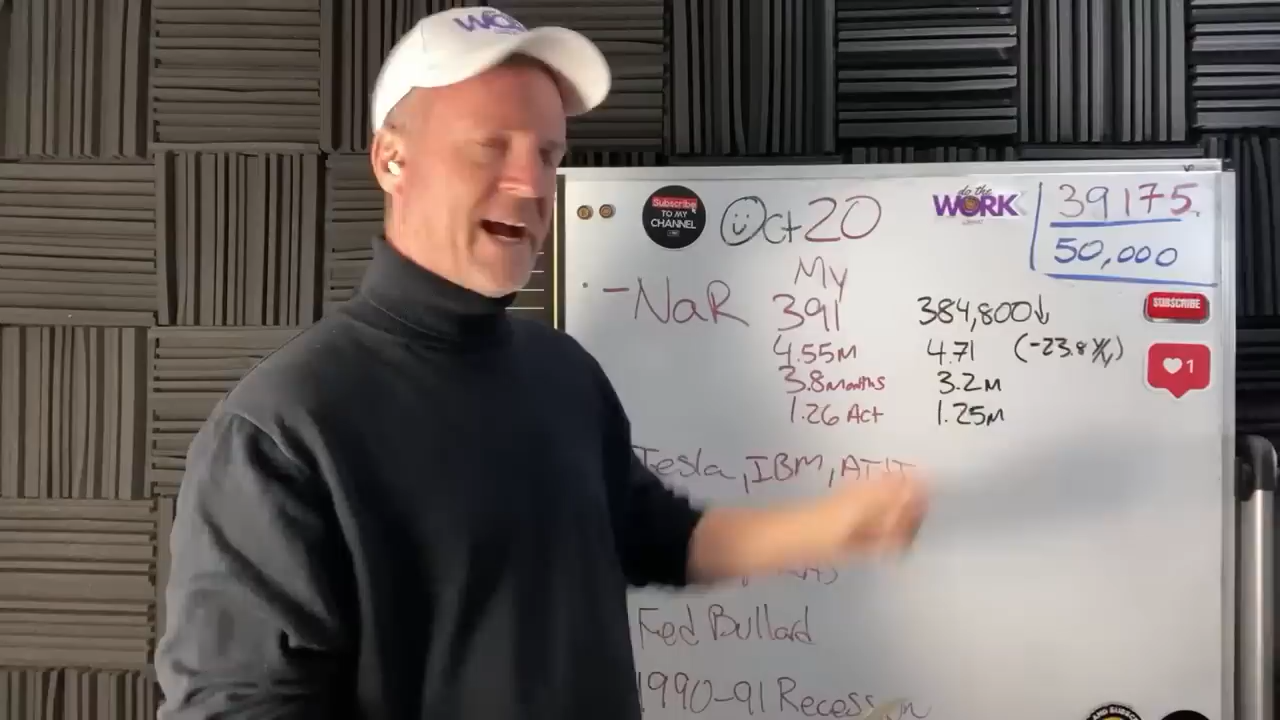 WORK
Subscribe
TO MY
CHANNEL
Oct 20
do the
WORK
39175
50,000
My
- NaR 391 384,800↓
4.55M 4.71 (-23.8%)
3.8 Months 3.2M
1.26 Act 1.25M
SUBSCRIBE
1
Tesla, IBM, AT&T
Fed Bullard
1990-91 Recession